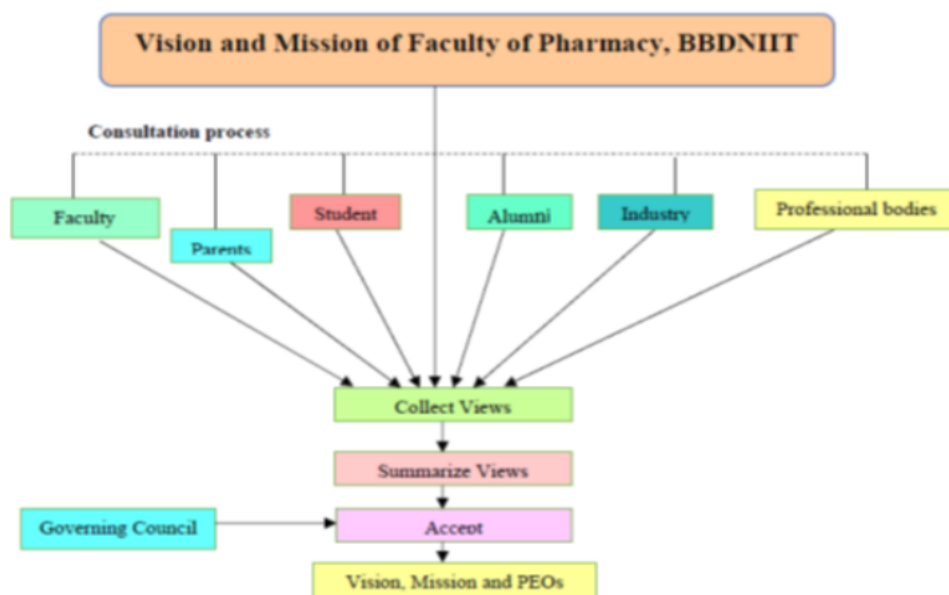 Vision and Mission of Faculty of Pharmacy, BBDNIIT
Consultation process
Faculty
Parents
Student
Alumni
Industry
Professional bodies
Collect Views
Summarize Views
Governing Council
Accept
Vision, Mission and PEOs